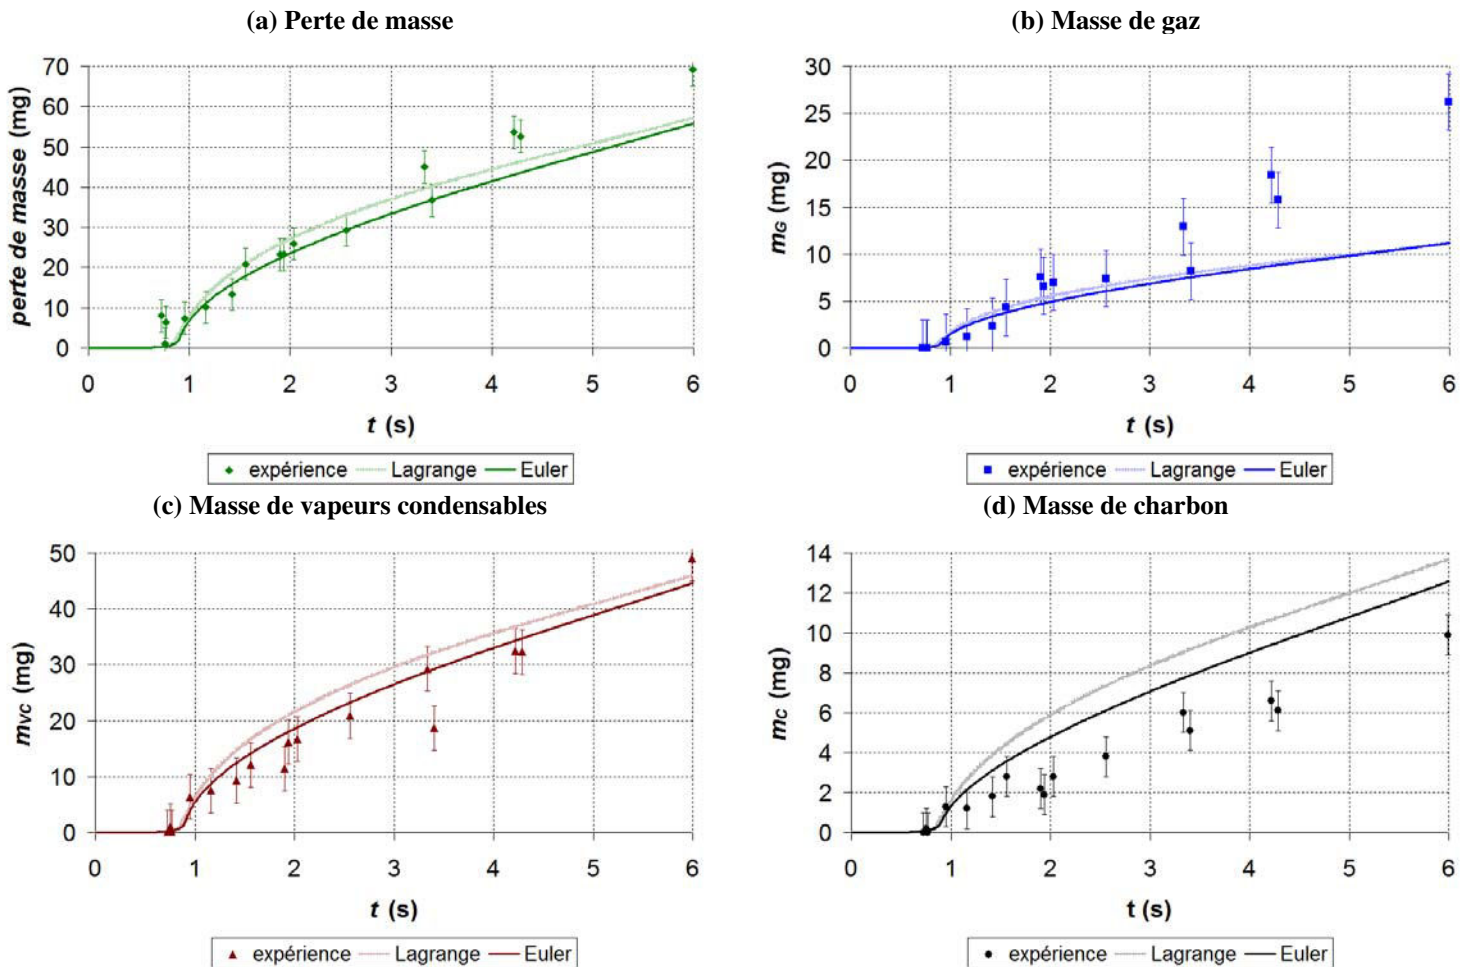 (a) Perte de masse
70
60
50
40
30
20
10
0
perte de masse (mg)
0 1 2 3 4 5 6
t (s)
expérience Lagrange Euler
(b) Masse de gaz
30
25
20
15
10
5
0
mG (mg)
0 1 2 3 4 5 6
t (s)
expérience Lagrange Euler
(c) Masse de vapeurs condensables
50
40
30
20
10
0
mVC (mg)
0 1 2 3 4 5 6
t (s)
expérience Lagrange Euler
(d) Masse de charbon
14
12
10
8
6
4
2
0
mC (mg)
0 1 2 3 4 5 6
t (s)
expérience Lagrange Euler